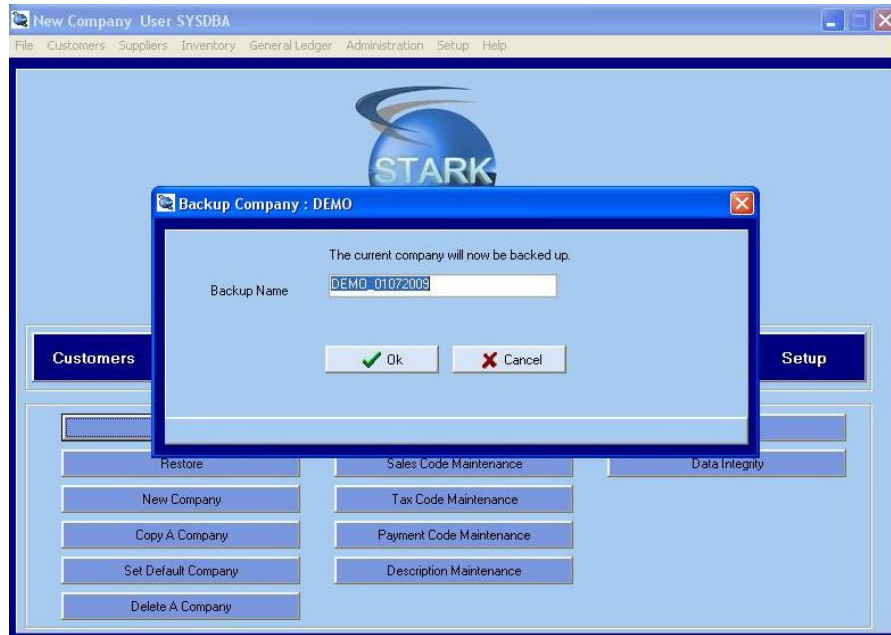 New Company User SYSDBA
File Customers Suppliers Inventory General Ledger Administration Setup Help
STARK
Backup Company : DEMO
The current company will now be backed up.
Backup Name DEMO_01072009
Ok Cancel
Customers Setup
Restore Sales Code Maintenance Data Integrity
New Company Tax Code Maintenance
Copy A Company Payment Code Maintenance
Set Default Company Description Maintenance
Delete A Company